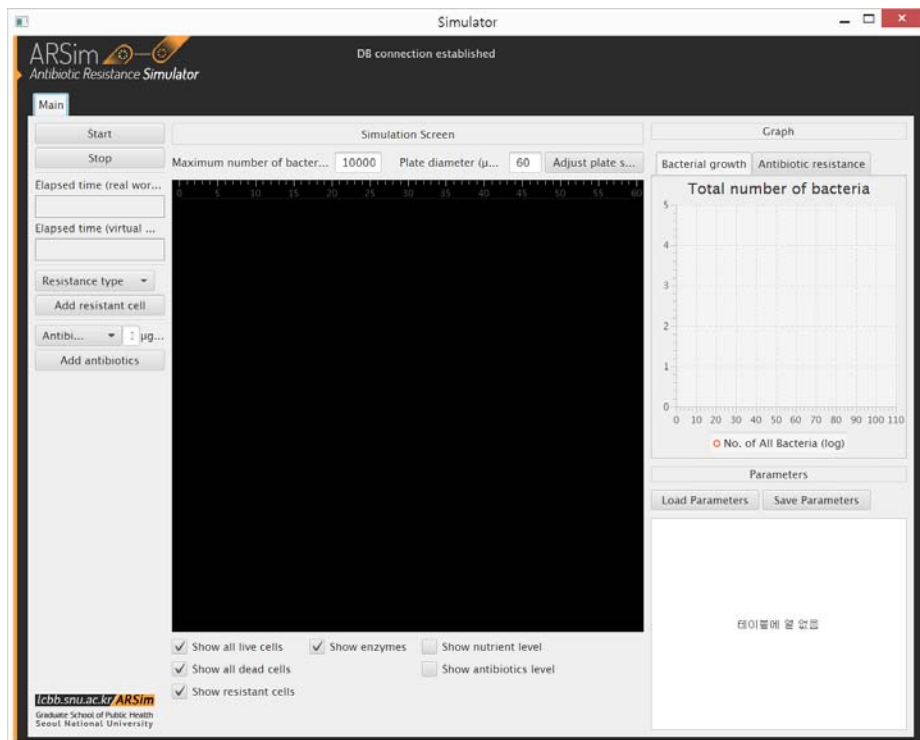 Simulator
ARSim
Antibiotic Resistance Simulator
DB connection established
Main
Start
Stop
Elapsed time (real wor...
Elapsed time (virtual ...
Resistance type
Add resistant cell
Antibi... 1 µg...
Add antibiotics
Simulation Screen
Maximum number of bacter... 10000 Plate diameter (µ... 60 Adjust plate s...
0 5 10 15 20 25 30 35 40 45 50 55 60
Show all live cells Show enzymes Show nutrient level
Show all dead cells Show antibiotics level
Show resistant cells
Graph
Bacterial growth Antibiotic resistance
Total number of bacteria
5
4
3
2
1
0
0 10 20 30 40 50 60 70 80 90 100 110
No. of All Bacteria (log)
Parameters
Load Parameters Save Parameters
테이블에 열 없음
lcbb.snu.ac.kr ARSim
Graduate School of Public Health
Seoul National University